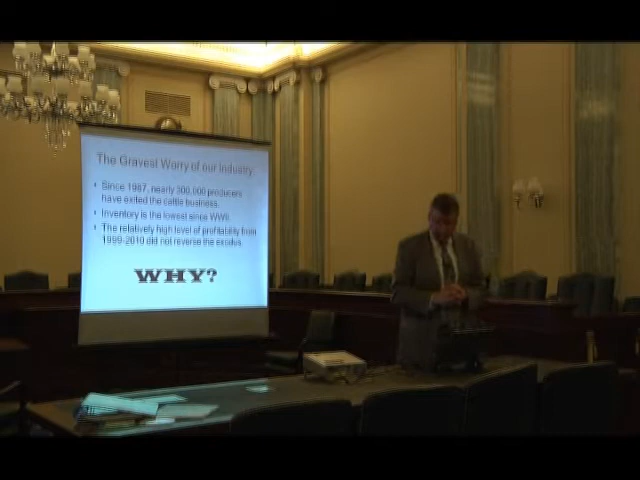 The Gravest Worry of our Industry:
• Since 1987, nearly 300,000 producers
have exited the cattle business.
• Inventory is the lowest since WWII.
• The relatively high level of profitability from
1999-2010 did not reverse the exodus.
WHY?